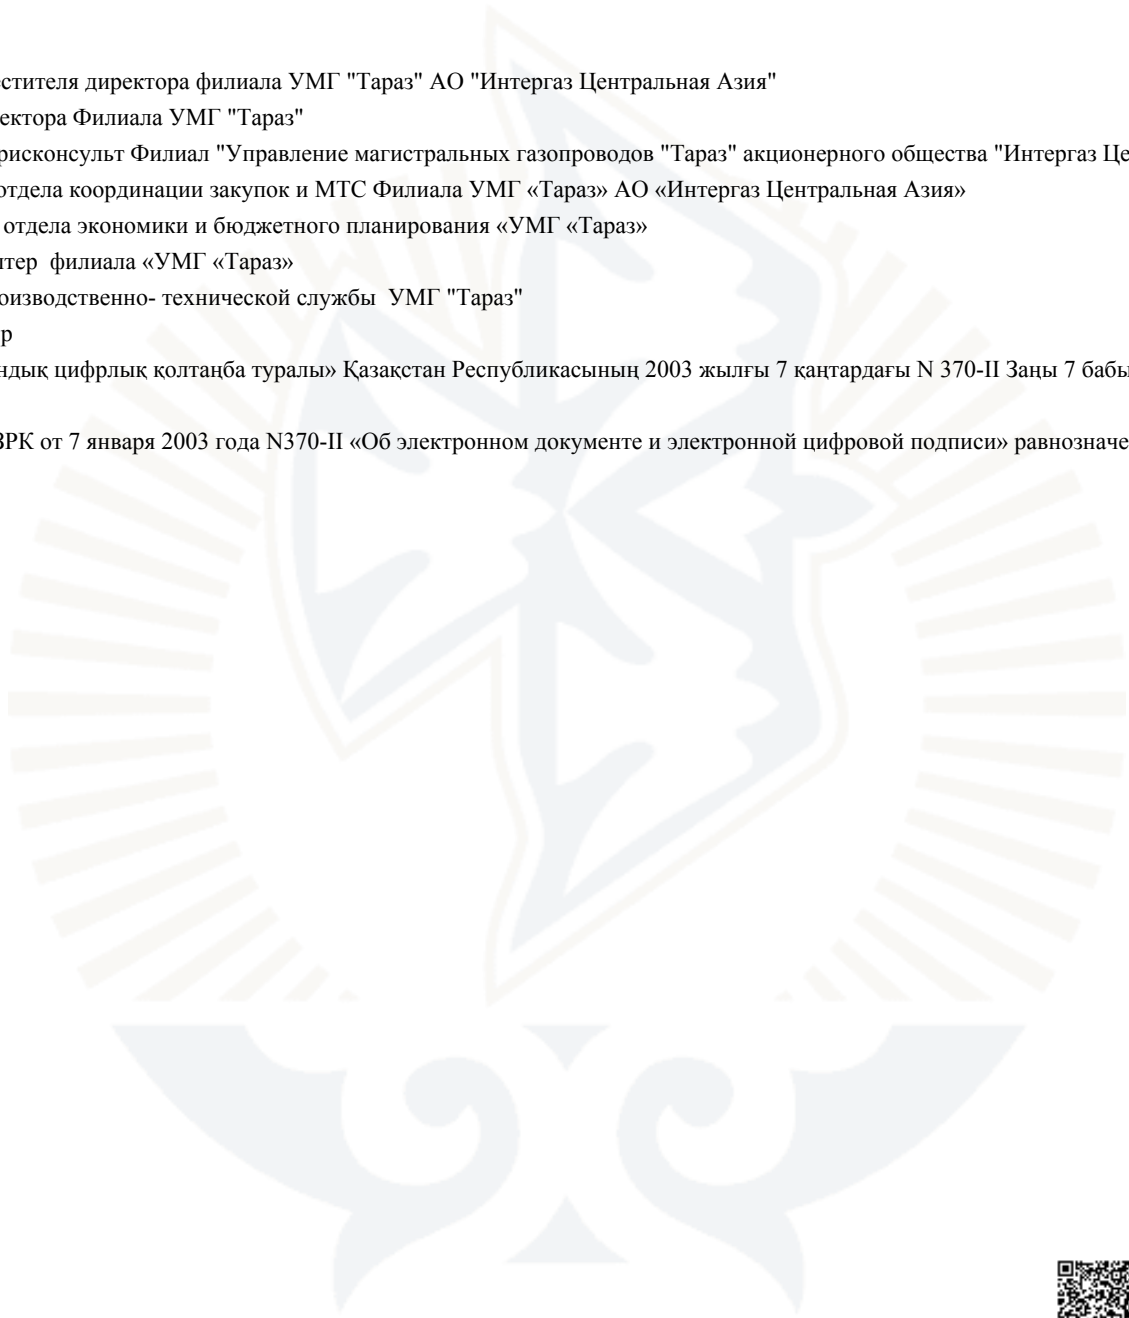 естителя директора филиала УМГ "Тараз" АО "Интергаз Центральная Азия"
ектора Филиала УМГ "Тараз"
рисконсульт Филиал "Управление магистральных газопроводов "Тараз" акционерного общества "Интергаз Це
отдела координации закупок и МТС Филиала УМГ «Тараз» АО «Интергаз Центральная Азия»
отдела экономики и бюджетного планирования «УМГ «Тараз»
лтер филиала «УМГ «Тараз»
оизводственно- технической службы УМГ "Тараз"
р
ндық цифрлық қолтаңба туралы» Қазақстан Республикасының 2003 жылғы 7 қаңтардағы N 370-II Заңы 7 бабы
ЗРК от 7 января 2003 года N370-II «Об электронном документе и электронной цифровой подписи» равнозначе